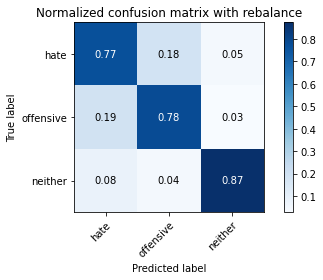 Normalized confusion matrix with rebalance
True label
hate 0.77 0.18 0.05
offensive 0.19 0.78 0.03
neither 0.08 0.04 0.87
hate offensive neither
Predicted label
0.8
0.7
0.6
0.5
0.4
0.3
0.2
0.1